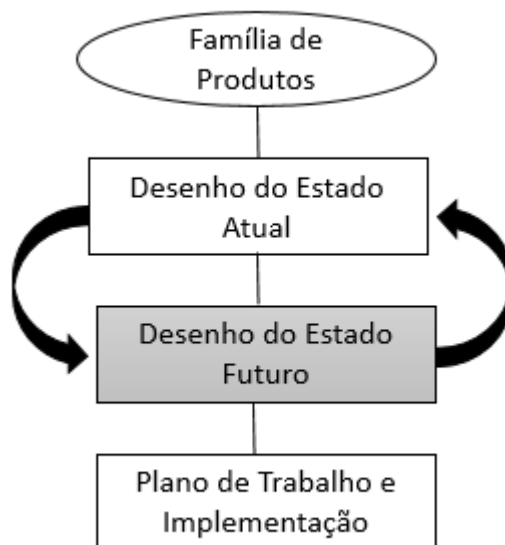 Família de
Produtos
Desenho do Estado
Atual
Desenho do Estado
Futuro
Plano de Trabalho e
Implementação